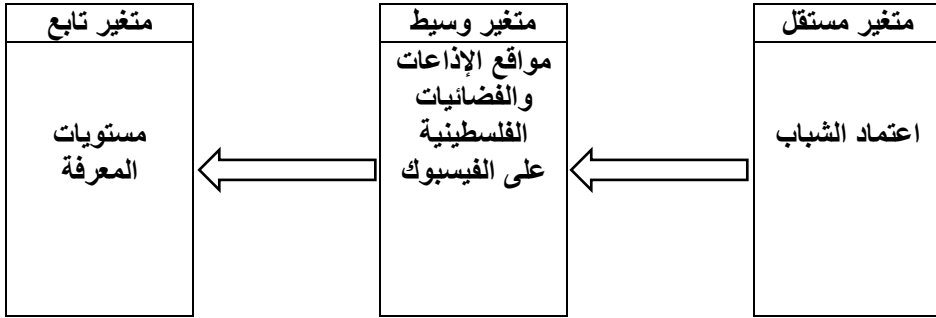 متغير مستقل
اعتماد الشباب
متغير وسيط
مواقع الإذاعات
والفضائيات
الفلسطينية
على الفيسبوك
متغير تابع
مستويات
المعرفة